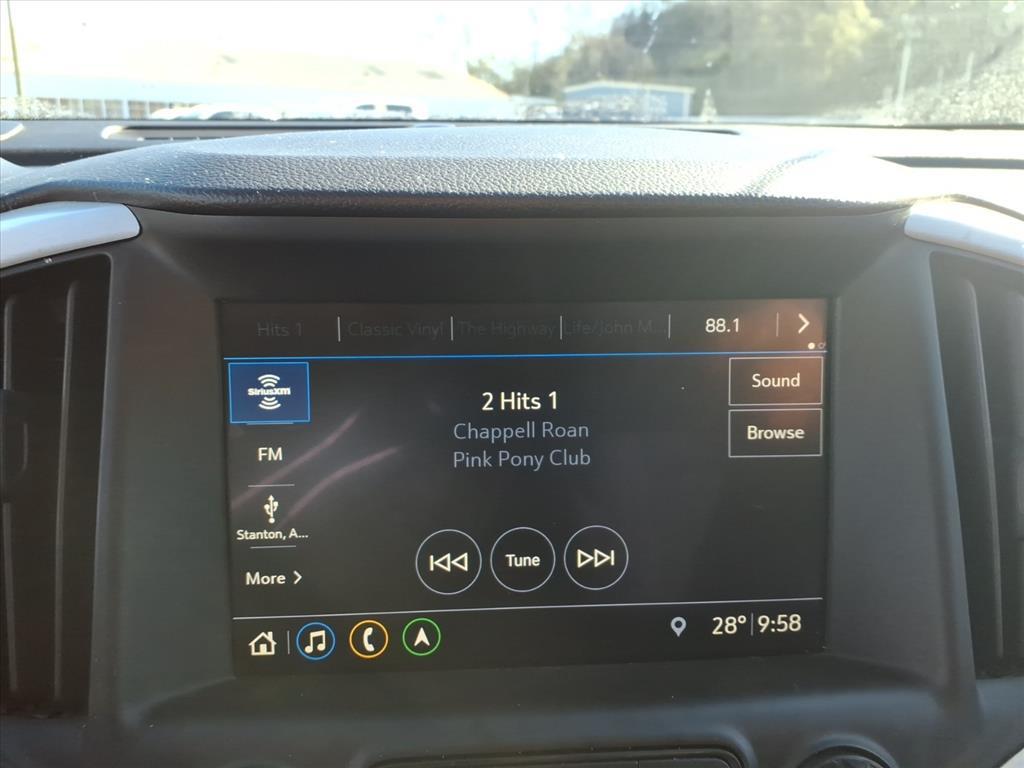 Hits 1 Classic Vinyl The Highway Life/John M... 88.1
SiriusXM
FM
Stanton, A...
More
2 Hits 1
Chappell Roan
Pink Pony Club
Sound
Browse
Tune
28° 9:58